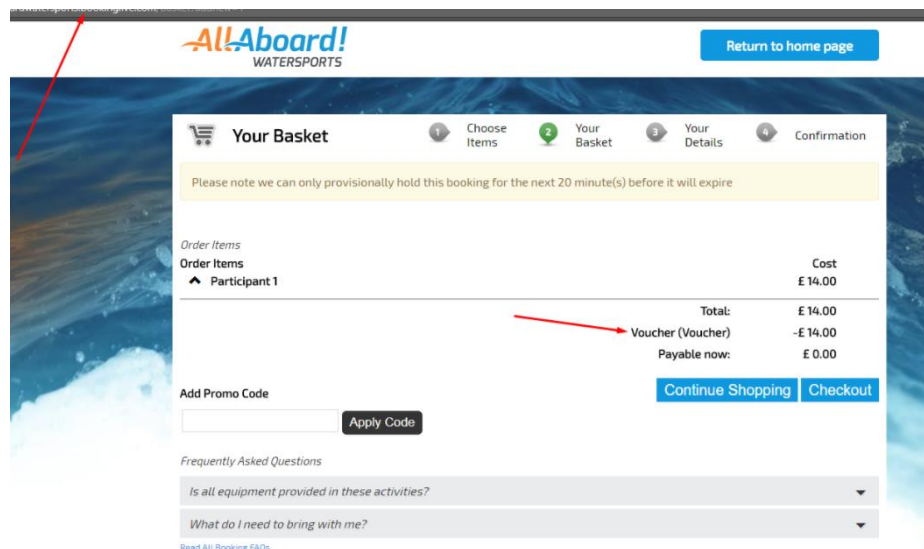 All Aboard!
WATERSPORTS
Return to home page
Your Basket
1 Choose Items
2 Your Basket
3 Your Details
4 Confirmation
Please note we can only provisionally hold this booking for the next 20 minute(s) before it will expire
Order Items
Order Items Cost
Participant 1 £ 14.00
Total: £ 14.00
Voucher (Voucher) -£ 14.00
Payable now: £ 0.00
Continue Shopping Checkout
Add Promo Code
Apply Code
Frequently Asked Questions
Is all equipment provided in these activities?
What do I need to bring with me?
Read All Booking FAQs